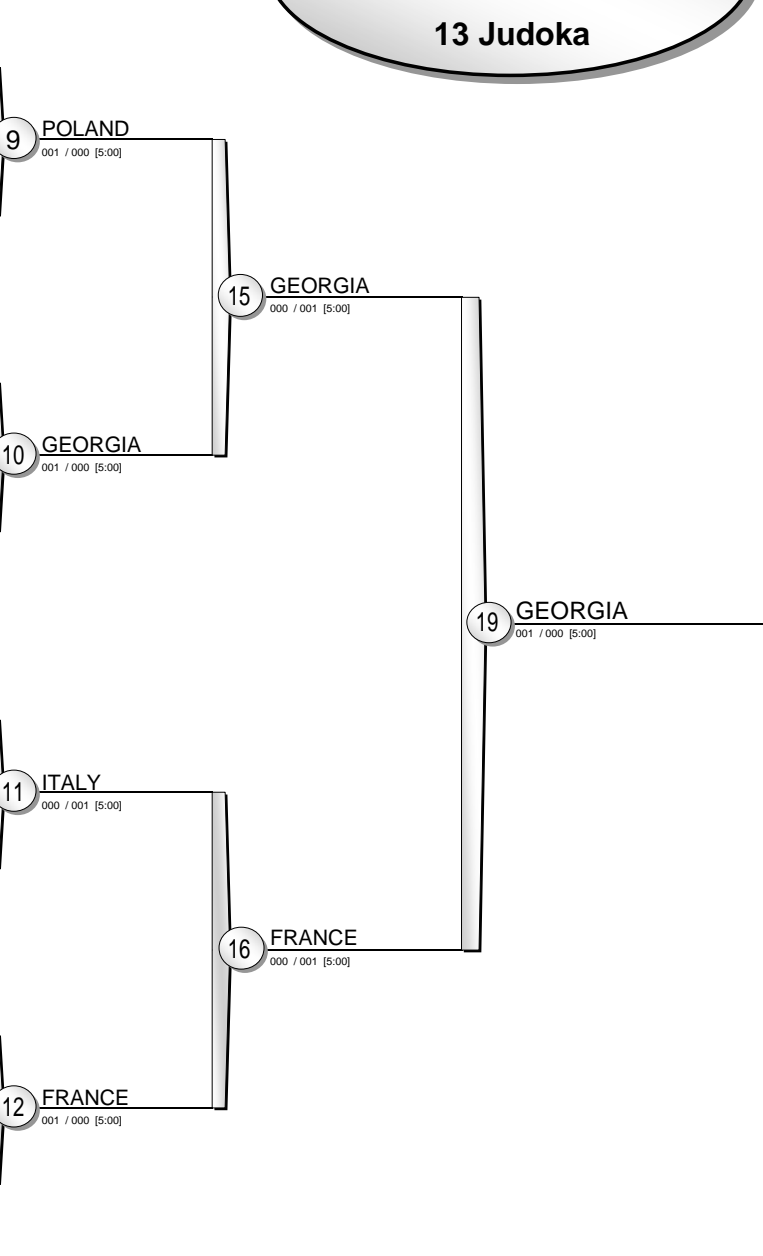 13 Judoka
9 POLAND
001 / 000 [5:00]
15 GEORGIA
000 / 001 [5:00]
10 GEORGIA
001 / 000 [5:00]
19 GEORGIA
001 / 000 [5:00]
11 ITALY
000 / 001 [5:00]
16 FRANCE
000 / 001 [5:00]
12 FRANCE
001 / 000 [5:00]